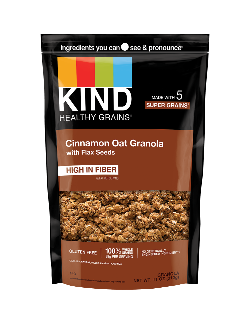 Ingredients you can see & pronounce®
KIND
HEALTHY GRAINS®
MADE WITH 5
SUPER GRAINS®
Cinnamon Oat Granola
with Flax Seeds
HIGH IN FIBER
GLUTEN FREE
100%